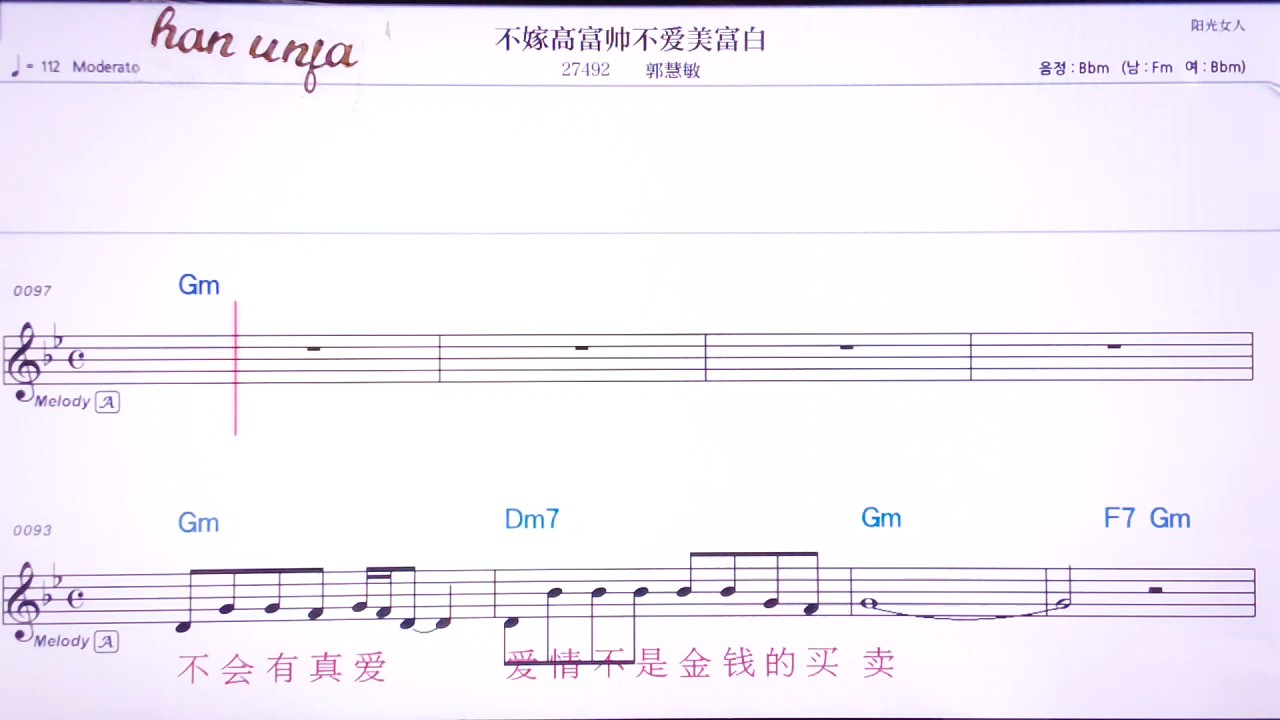 han unfa
不嫁高富帅不爱美富白
阳光女人
♩= 112 Moderato
27492 郭慧敏
음정 : Bbm (남 : Fm 여 : Bbm)
0097
Gm
Melody A
0093
Gm Dm7 Gm F7 Gm
Melody A
不会有真爱 爱情不是金钱的买 卖